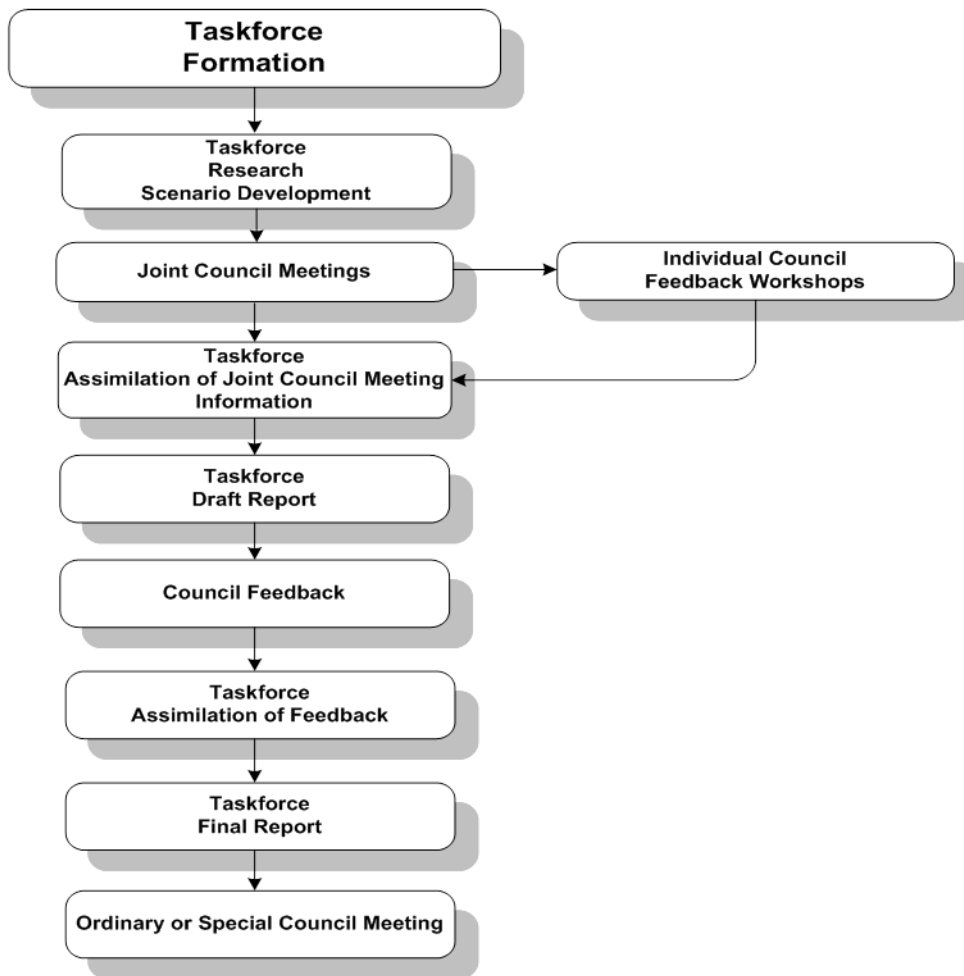 Taskforce
Formation
Taskforce
Research
Scenario Development
Joint Council Meetings
Individual Council
Feedback Workshops
Taskforce
Assimilation of Joint Council Meeting
Information
Taskforce
Draft Report
Council Feedback
Taskforce
Assimilation of Feedback
Taskforce
Final Report
Ordinary or Special Council Meeting